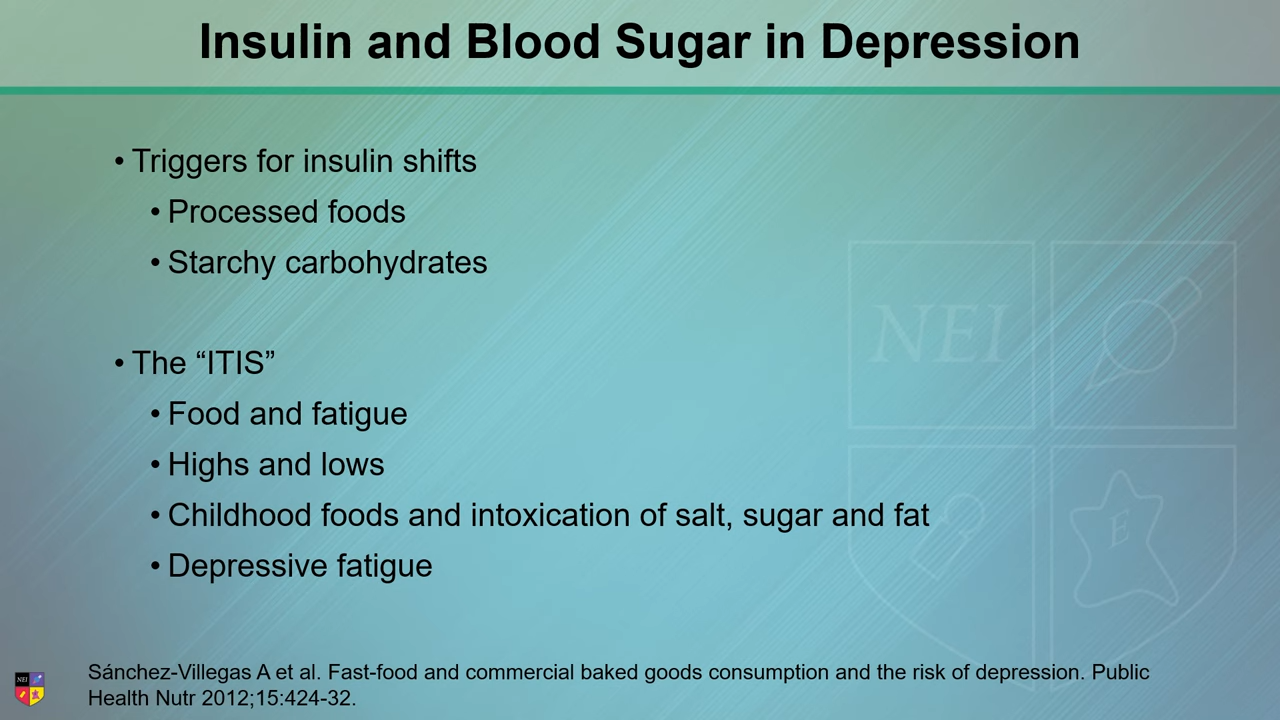 Insulin and Blood Sugar in Depression
• Triggers for insulin shifts
• Processed foods
• Starchy carbohydrates
• The “ITIS”
• Food and fatigue
• Highs and lows
• Childhood foods and intoxication of salt, sugar and fat
• Depressive fatigue
NEI
E
NEI
Sánchez-Villegas A et al. Fast-food and commercial baked goods consumption and the risk of depression. Public
Health Nutr 2012;15:424-32.